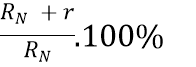 R_N + r
R_N .100%